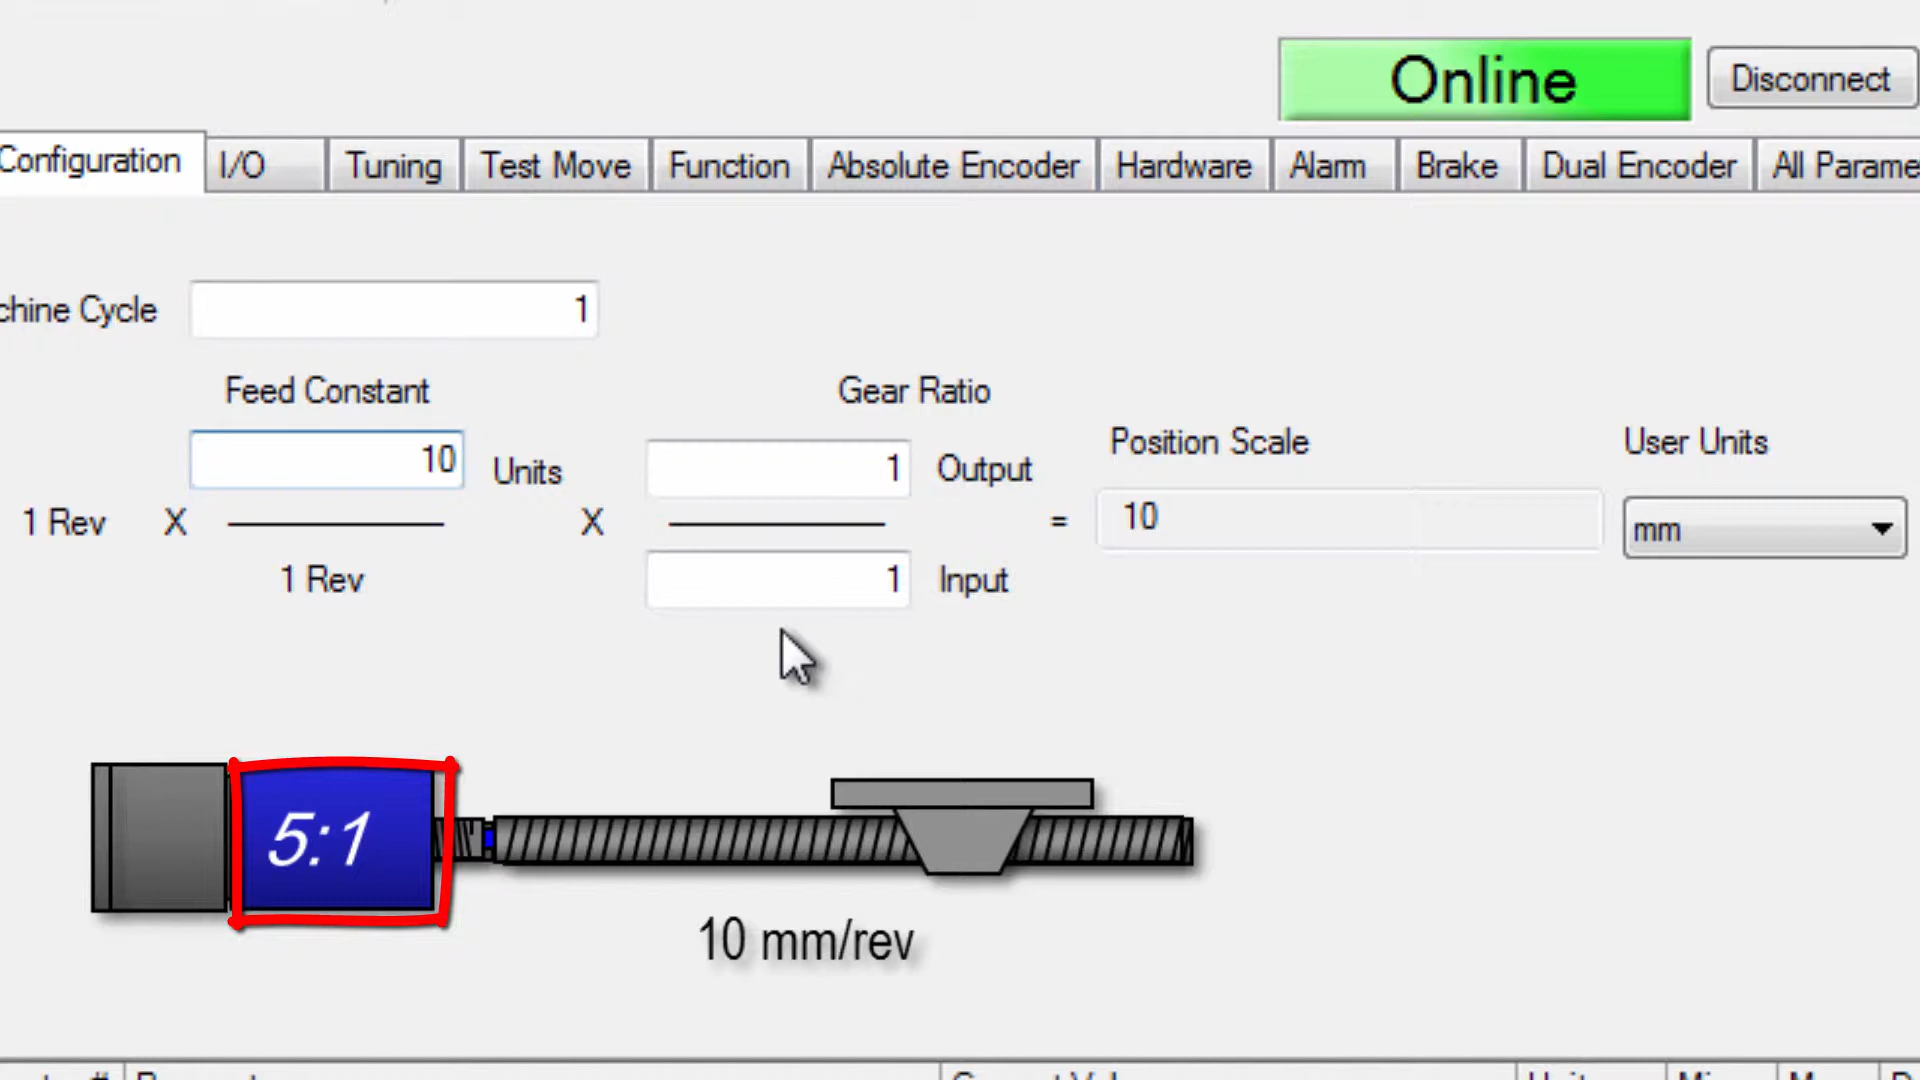 Online
Disconnect
Configuration
I/O
Tuning
Test Move
Function
Absolute Encoder
Hardware
Alarm
Brake
Dual Encoder
All Parame
chine Cycle
1
Feed Constant
Gear Ratio
10
Units
1
Output
Position Scale
User Units
1 Rev
X
X
=
10
mm
1 Rev
1
Input
5:1
10 mm/rev